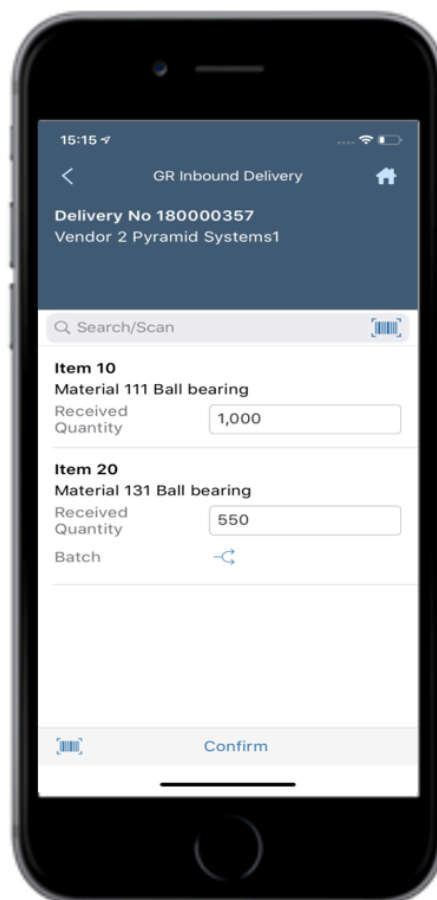 15:15
GR Inbound Delivery
Delivery No 180000357
Vendor 2 Pyramid Systems1
Search/Scan
Item 10
Material 111 Ball bearing
Received
Quantity
1,000
Item 20
Material 131 Ball bearing
Received
Quantity
550
Batch
Confirm